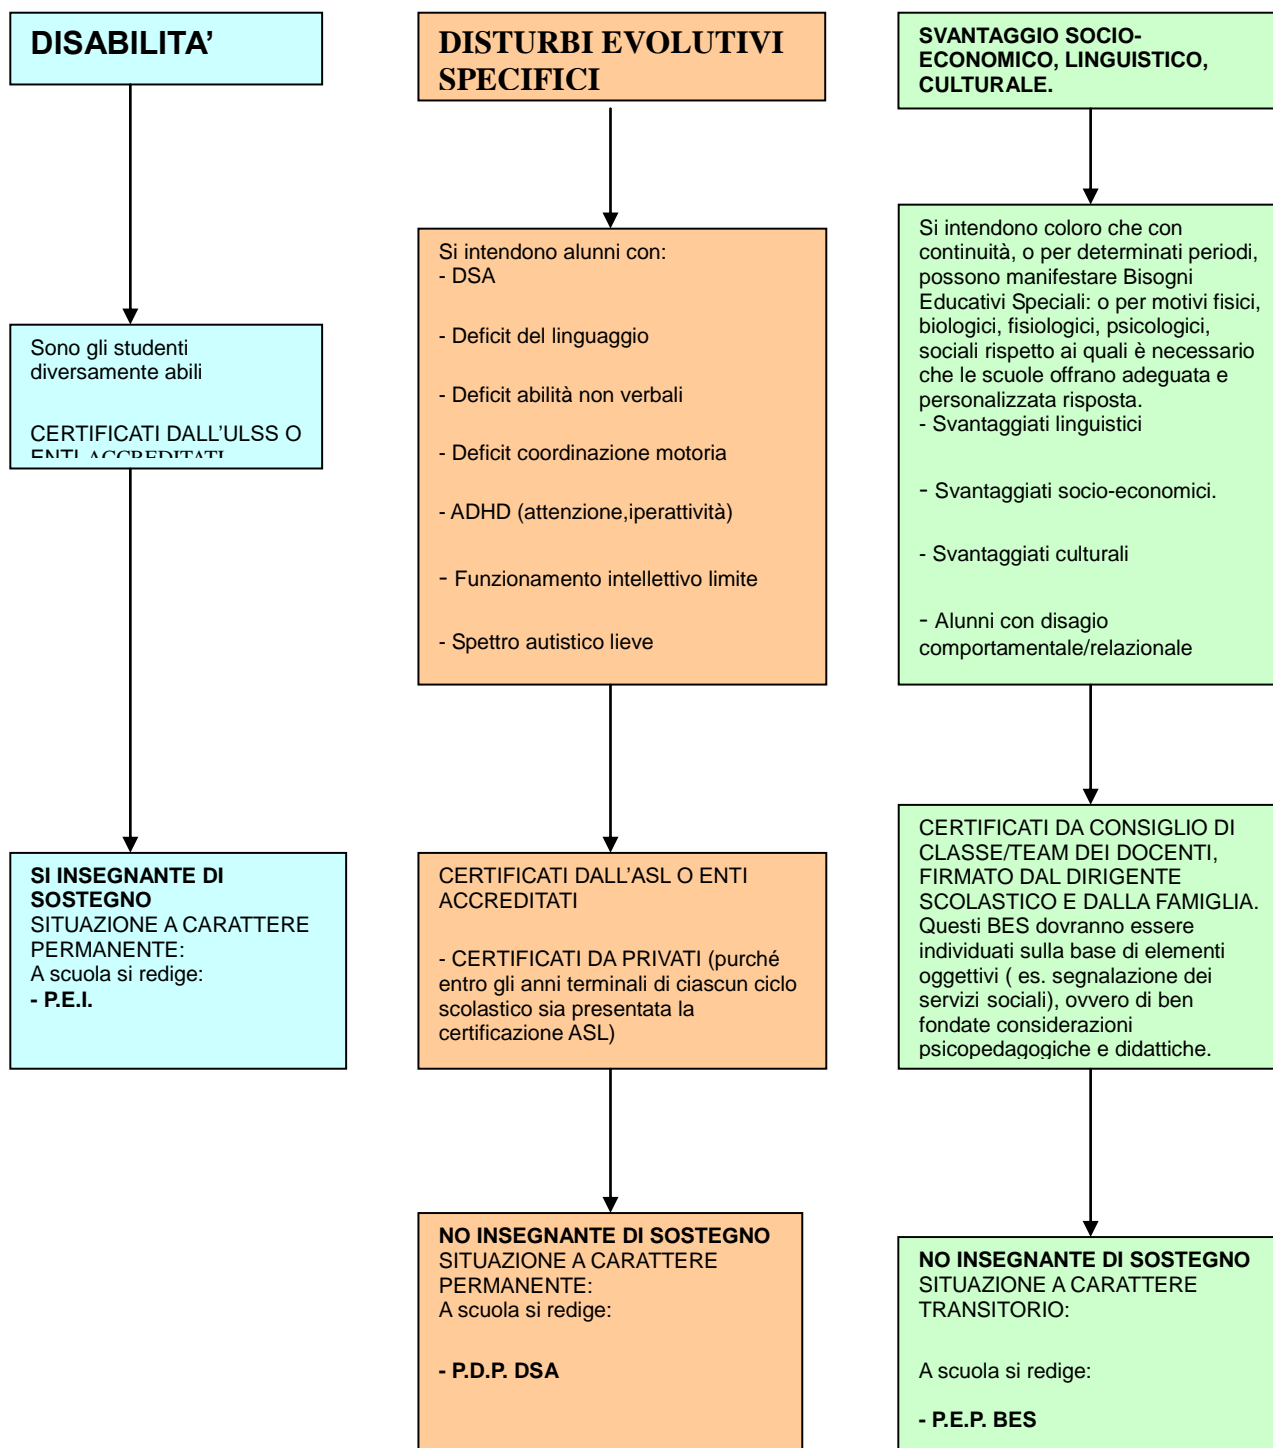 DISABILITA’
Sono gli studenti
diversamente abili
CERTIFICATI DALL’ULSS O
ENTI ACCREDITATI
SI INSEGNANTE DI
SOSTEGNO
SITUAZIONE A CARATTERE
PERMANENTE:
A scuola si redige:
- P.E.I.
DISTURBI EVOLUTIVI
SPECIFICI
Si intendono alunni con:
- DSA
- Deficit del linguaggio
- Deficit abilità non verbali
- Deficit coordinazione motoria
- ADHD (attenzione,iperattività)
- Funzionamento intellettivo limite
- Spettro autistico lieve
CERTIFICATI DALL’ASL O ENTI
ACCREDITATI
- CERTIFICATI DA PRIVATI (purché
entro gli anni terminali di ciascun ciclo
scolastico sia presentata la
certificazione ASL)
NO INSEGNANTE DI SOSTEGNO
SITUAZIONE A CARATTERE
PERMANENTE:
A scuola si redige:
- P.D.P. DSA
SVANTAGGIO SOCIO-
ECONOMICO, LINGUISTICO,
CULTURALE.
Si intendono coloro che con
continuità, o per determinati periodi,
possono manifestare Bisogni
Educativi Speciali: o per motivi fisici,
biologici, fisiologici, psicologici,
sociali rispetto ai quali è necessario
che le scuole offrano adeguata e
personalizzata risposta.
- Svantaggiati linguistici
- Svantaggiati socio-economici.
- Svantaggiati culturali
- Alunni con disagio
comportamentale/relazionale
CERTIFICATI DA CONSIGLIO DI
CLASSE/TEAM DEI DOCENTI,
FIRMATO DAL DIRIGENTE
SCOLASTICO E DALLA FAMIGLIA.
Questi BES dovranno essere
individuati sulla base di elementi
oggettivi ( es. segnalazione dei
servizi sociali), ovvero di ben
fondate considerazioni
psicopedagogiche e didattiche.
NO INSEGNANTE DI SOSTEGNO
SITUAZIONE A CARATTERE
TRANSITORIO:
A scuola si redige:
- P.E.P. BES